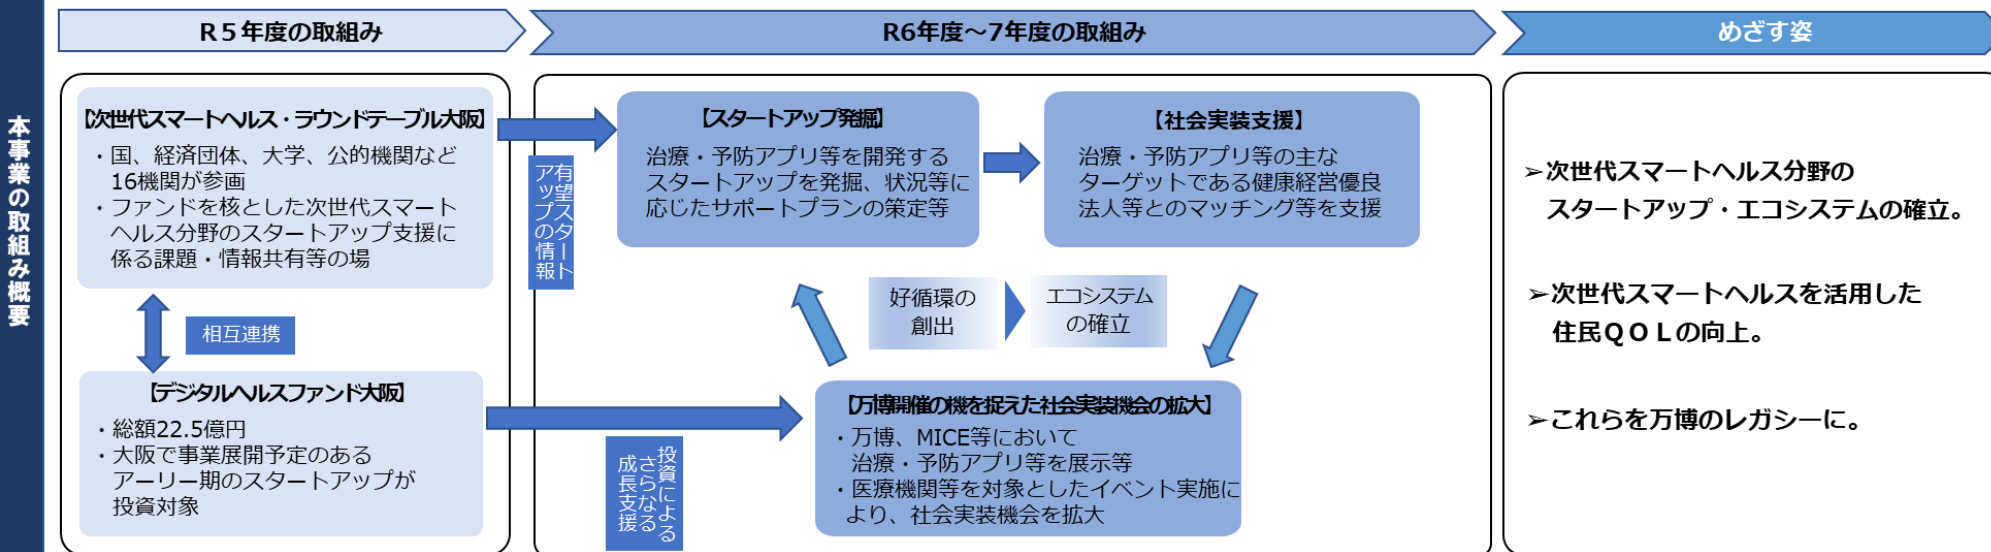 本事業の取組み概要
R5年度の取組み
R6年度～7年度の取組み
めざす姿
【次世代スマートヘルス・ラウンドテーブル大阪】
・国、経済団体、大学、公的機関など
16機関が参画
・ファンドを核とした次世代スマート
ヘルス分野のスタートアップ支援に
係る課題・情報共有等の場
相互連携
【デジタルヘルスファンド大阪】
・総額22.5億円
・大阪で事業展開予定のある
アーリー期のスタートアップが
投資対象
有望スタート
アップの情報
投資による
さらなる
成長支援
【スタートアップ発掘】
治療・予防アプリ等を開発する
スタートアップを発掘、状況等に
応じたサポートプランの策定等
【社会実装支援】
治療・予防アプリ等の主な
ターゲットである健康経営優良
法人等とのマッチング等を支援
好循環の
創出
エコシステム
の確立
【万博開催の機を捉えた社会実装機会の拡大】
・万博、MICE等において
治療・予防アプリ等を展示等
・医療機関等を対象としたイベント実施に
より、社会実装機会を拡大
➢次世代スマートヘルス分野の
スタートアップ・エコシステムの確立。
➢次世代スマートヘルスを活用した
住民ＱＯＬの向上。
➢これらを万博のレガシーに。